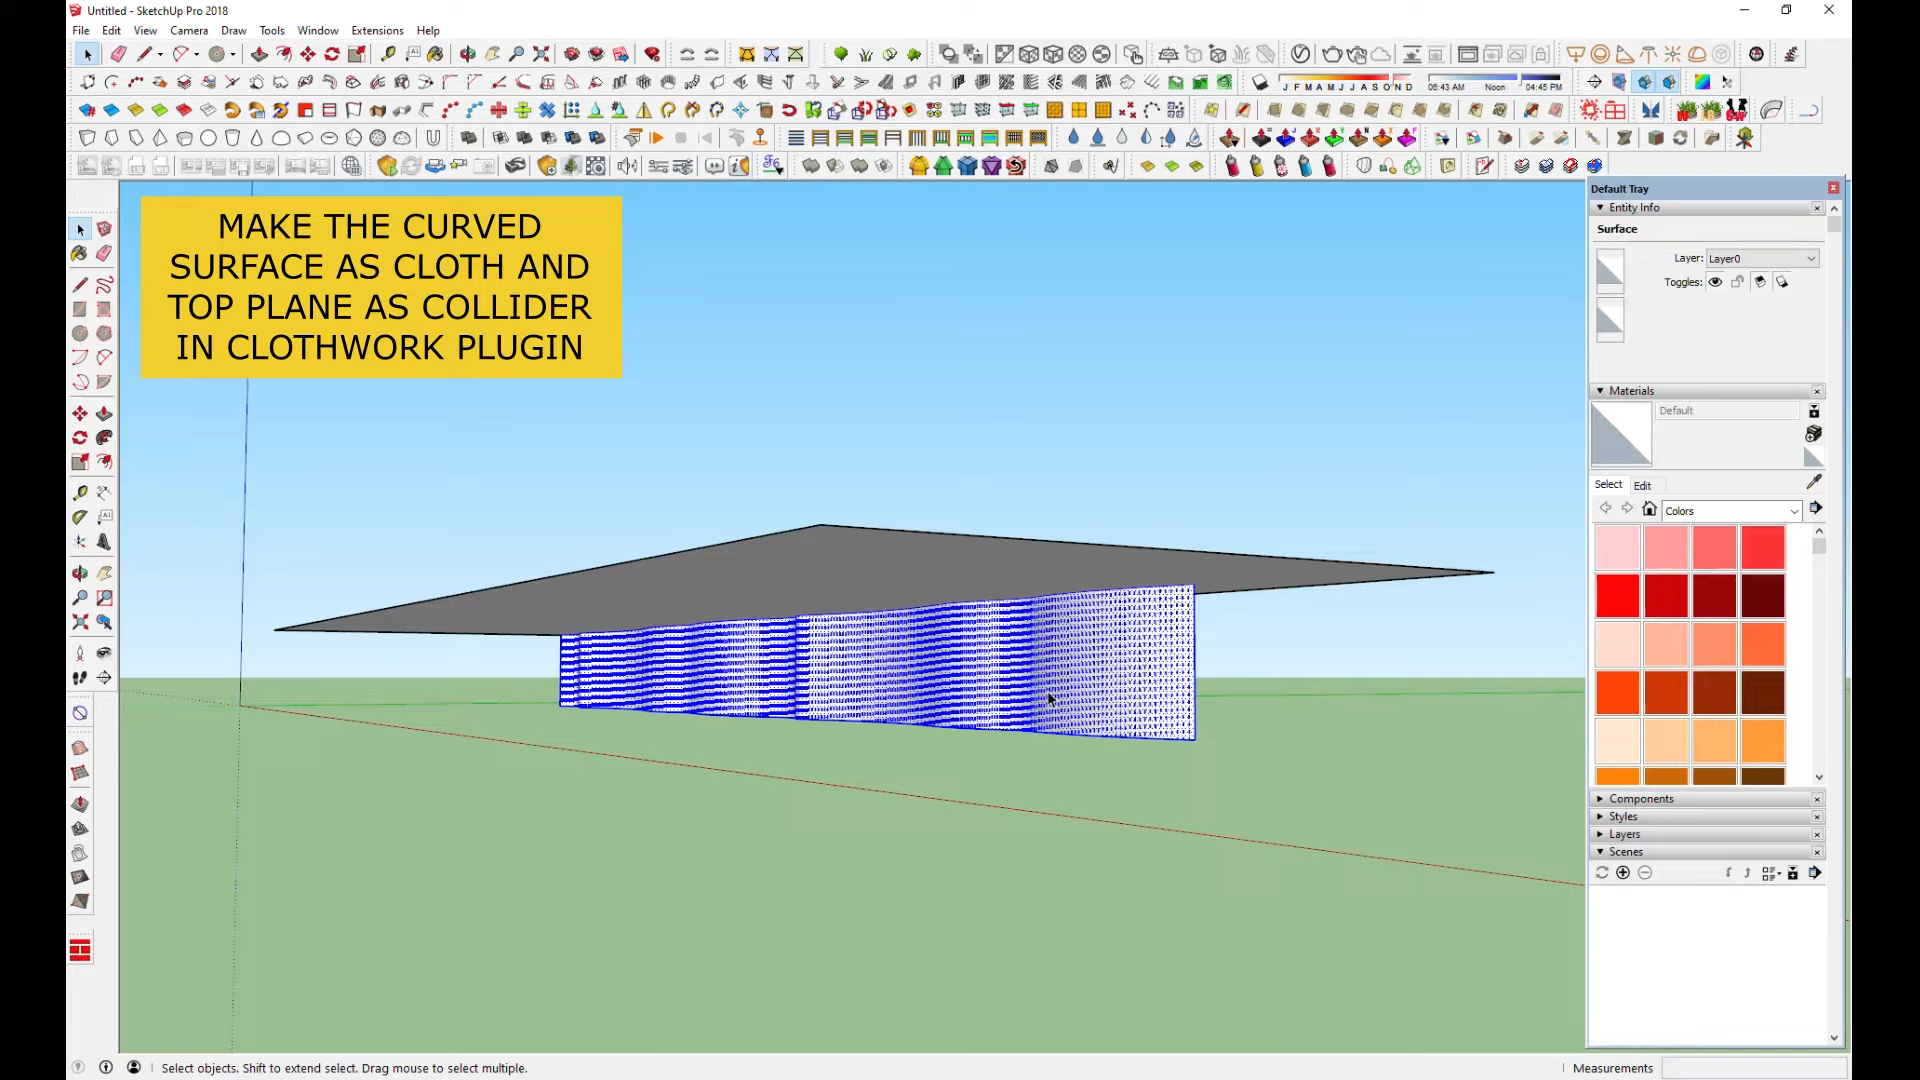 Untitled - SketchUp Pro 2018
File Edit View Camera Draw Tools Window Extensions Help
J F M A M J J A S O N D 06:43 AM Noon 04:45 PM
Default Tray
Entity Info
MAKE THE CURVED
SURFACE AS CLOTH AND
TOP PLANE AS COLLIDER
IN CLOTHWORK PLUGIN
Surface
Layer: Layer0
Toggles:
Materials
Default
Select Edit
Colors
Components
Styles
Layers
Scenes
Select objects. Shift to extend select. Drag mouse to select multiple.
Measurements